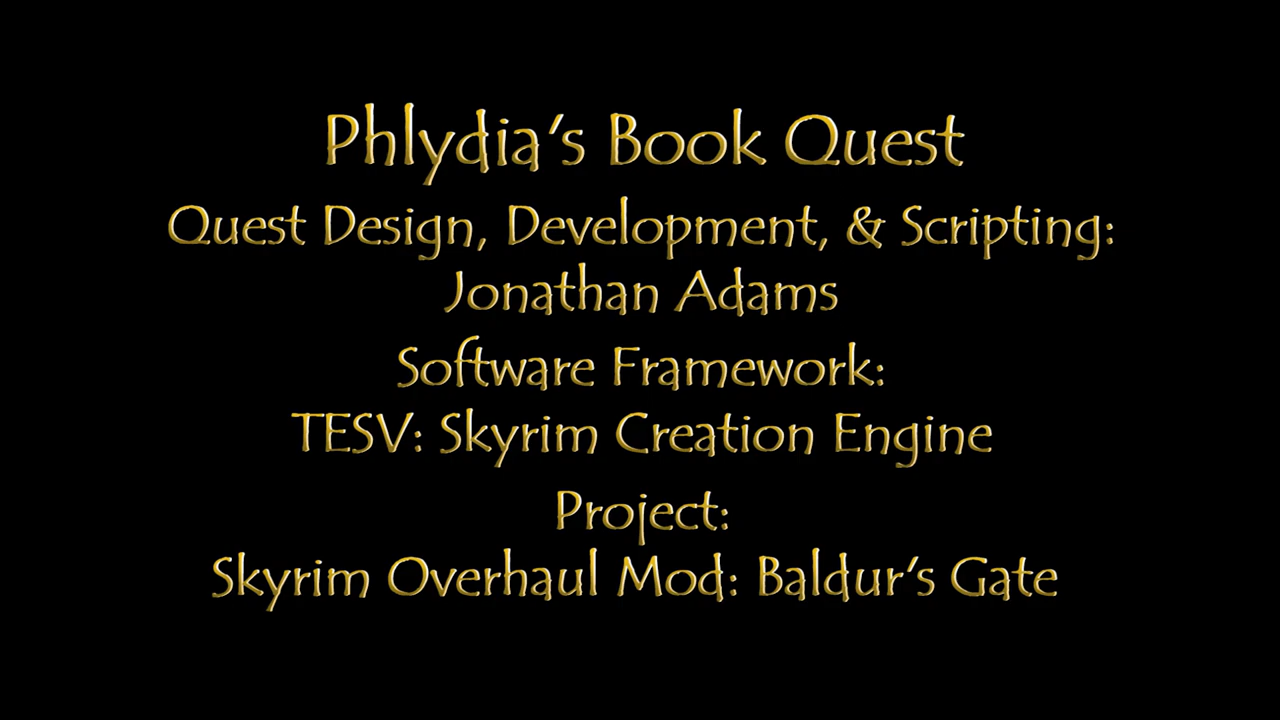 Phlydia's Book Quest
Quest Design, Development, & Scripting:
Jonathan Adams
Software Framework:
TESV: Skyrim Creation Engine
Project:
Skyrim Overhaul Mod: Baldur's Gate